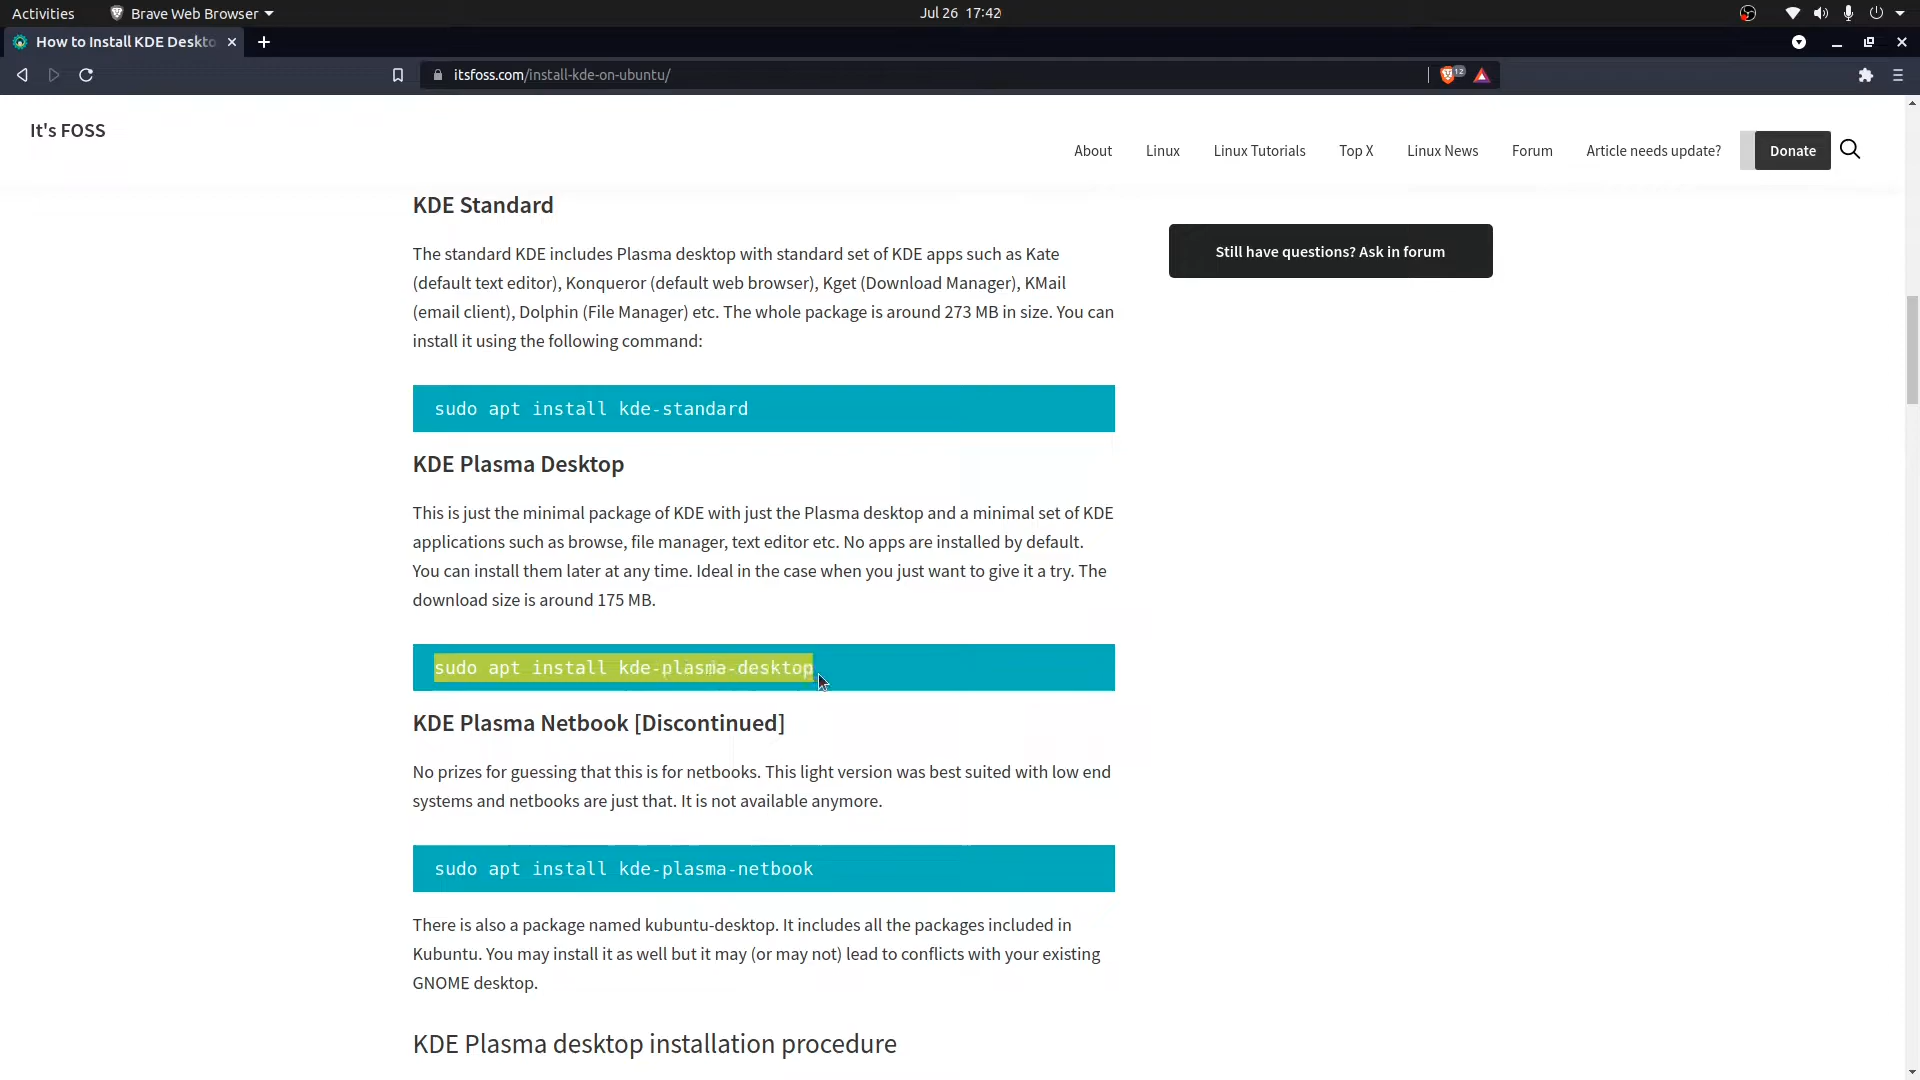 Activities
Brave Web Browser
Jul 26 17:42
How to Install KDE Deskto
itsfoss.com/install-kde-on-ubuntu/
12
It's FOSS
About
Linux
Linux Tutorials
Top X
Linux News
Forum
Article needs update?
Donate
KDE Standard
The standard KDE includes Plasma desktop with standard set of KDE apps such as Kate
(default text editor), Konqueror (default web browser), Kget (Download Manager), KMail
(email client), Dolphin (File Manager) etc. The whole package is around 273 MB in size. You can
install it using the following command:
Still have questions? Ask in forum
sudo apt install kde-standard
KDE Plasma Desktop
This is just the minimal package of KDE with just the Plasma desktop and a minimal set of KDE
applications such as browse, file manager, text editor etc. No apps are installed by default.
You can install them later at any time. Ideal in the case when you just want to give it a try. The
download size is around 175 MB.
sudo apt install kde-plasma-desktop
KDE Plasma Netbook [Discontinued]
No prizes for guessing that this is for netbooks. This light version was best suited with low end
systems and netbooks are just that. It is not available anymore.
sudo apt install kde-plasma-netbook
There is also a package named kubuntu-desktop. It includes all the packages included in
Kubuntu. You may install it as well but it may (or may not) lead to conflicts with your existing
GNOME desktop.
KDE Plasma desktop installation procedure